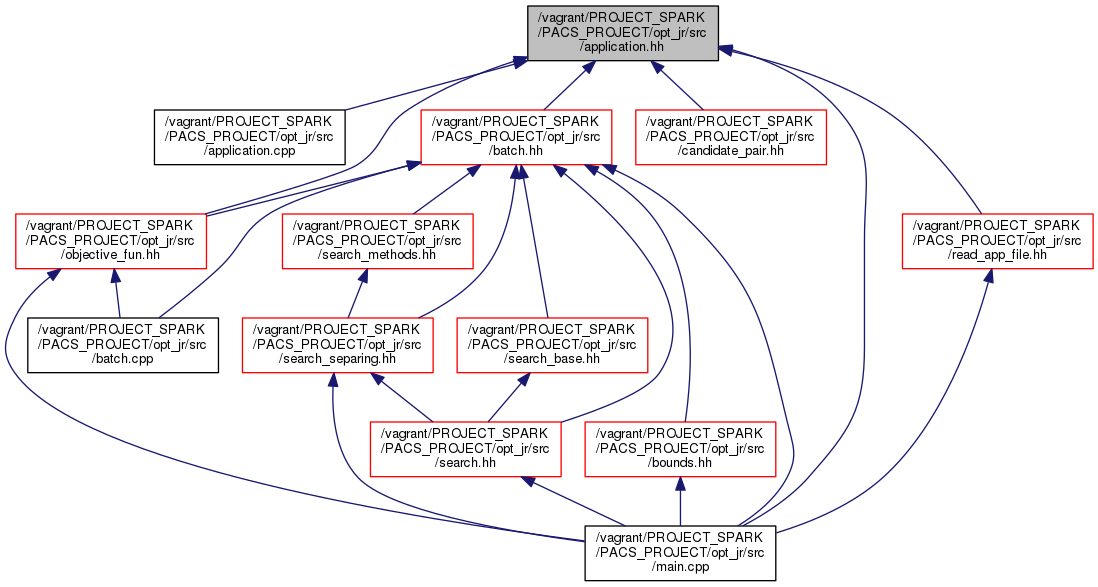 /vagrant/PROJECT_SPARK
/PACS_PROJECT/opt_jr/src
/application.hh
/vagrant/PROJECT_SPARK
/PACS_PROJECT/opt_jr/src
/application.cpp
/vagrant/PROJECT_SPARK
/PACS_PROJECT/opt_jr/src
/batch.hh
/vagrant/PROJECT_SPARK
/PACS_PROJECT/opt_jr/src
/candidate_pair.hh
/vagrant/PROJECT_SPARK
/PACS_PROJECT/opt_jr/src
/objective_fun.hh
/vagrant/PROJECT_SPARK
/PACS_PROJECT/opt_jr/src
/search_methods.hh
/vagrant/PROJECT_SPARK
/PACS_PROJECT/opt_jr/src
/read_app_file.hh
/vagrant/PROJECT_SPARK
/PACS_PROJECT/opt_jr/src
/batch.cpp
/vagrant/PROJECT_SPARK
/PACS_PROJECT/opt_jr/src
/search_separing.hh
/vagrant/PROJECT_SPARK
/PACS_PROJECT/opt_jr/src
/search_base.hh
/vagrant/PROJECT_SPARK
/PACS_PROJECT/opt_jr/src
/search.hh
/vagrant/PROJECT_SPARK
/PACS_PROJECT/opt_jr/src
/bounds.hh
/vagrant/PROJECT_SPARK
/PACS_PROJECT/opt_jr/src
/main.cpp